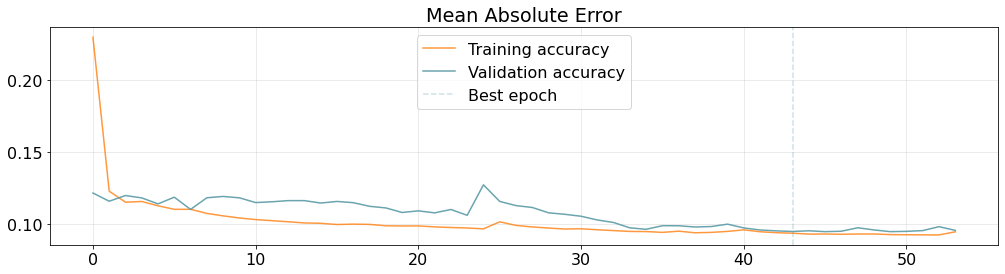 Mean Absolute Error
Training accuracy
Validation accuracy
Best epoch
0.20
0.15
0.10
0 10 20 30 40 50